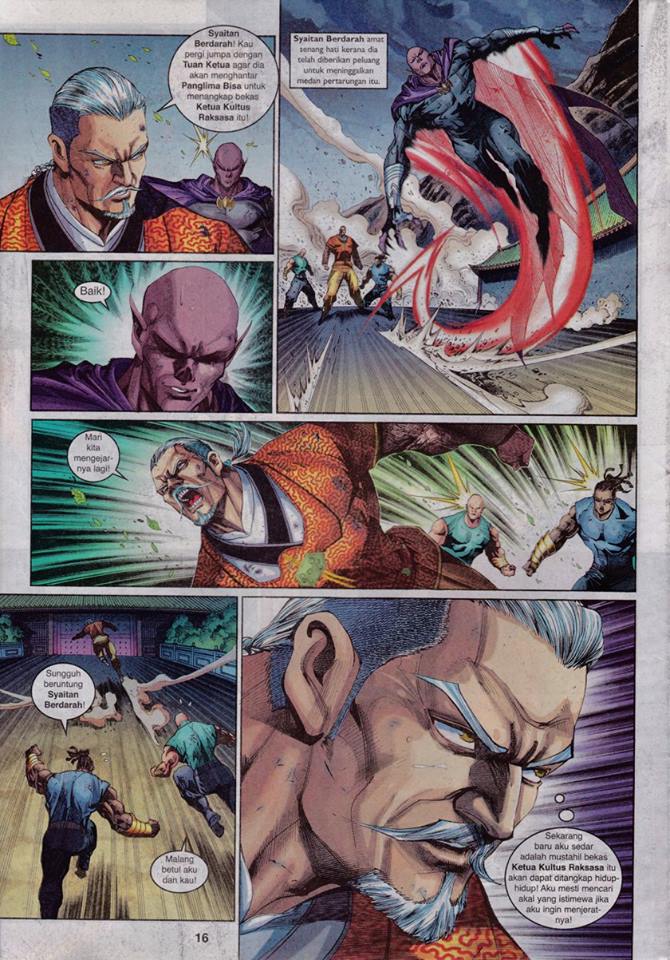 Syaitan
Berdarah! Kau
pergi jumpa dengan
Tuan Ketua agar dia
akan menghantar
Panglima Bisa untuk
menangkap bekas
Ketua Kultus
Raksasa itu!
Syaitan Berdarah amat
senang hati kerana dia
telah diberikan peluang
untuk meninggalkan
medan pertarungan itu.
Baik!
Mari
kita
mengejar-
nya lagi!
Sungguh
beruntung
Syaitan
Berdarah!
Malang
betul aku
dan kau!
Sekarang
baru aku sedar
adalah mustahil bekas
Ketua Kultus Raksasa itu
akan dapat ditangkap hidup-
hidup! Aku mesti mencari
akal yang istimewa jika
aku ingin menjerat-
nya!
16